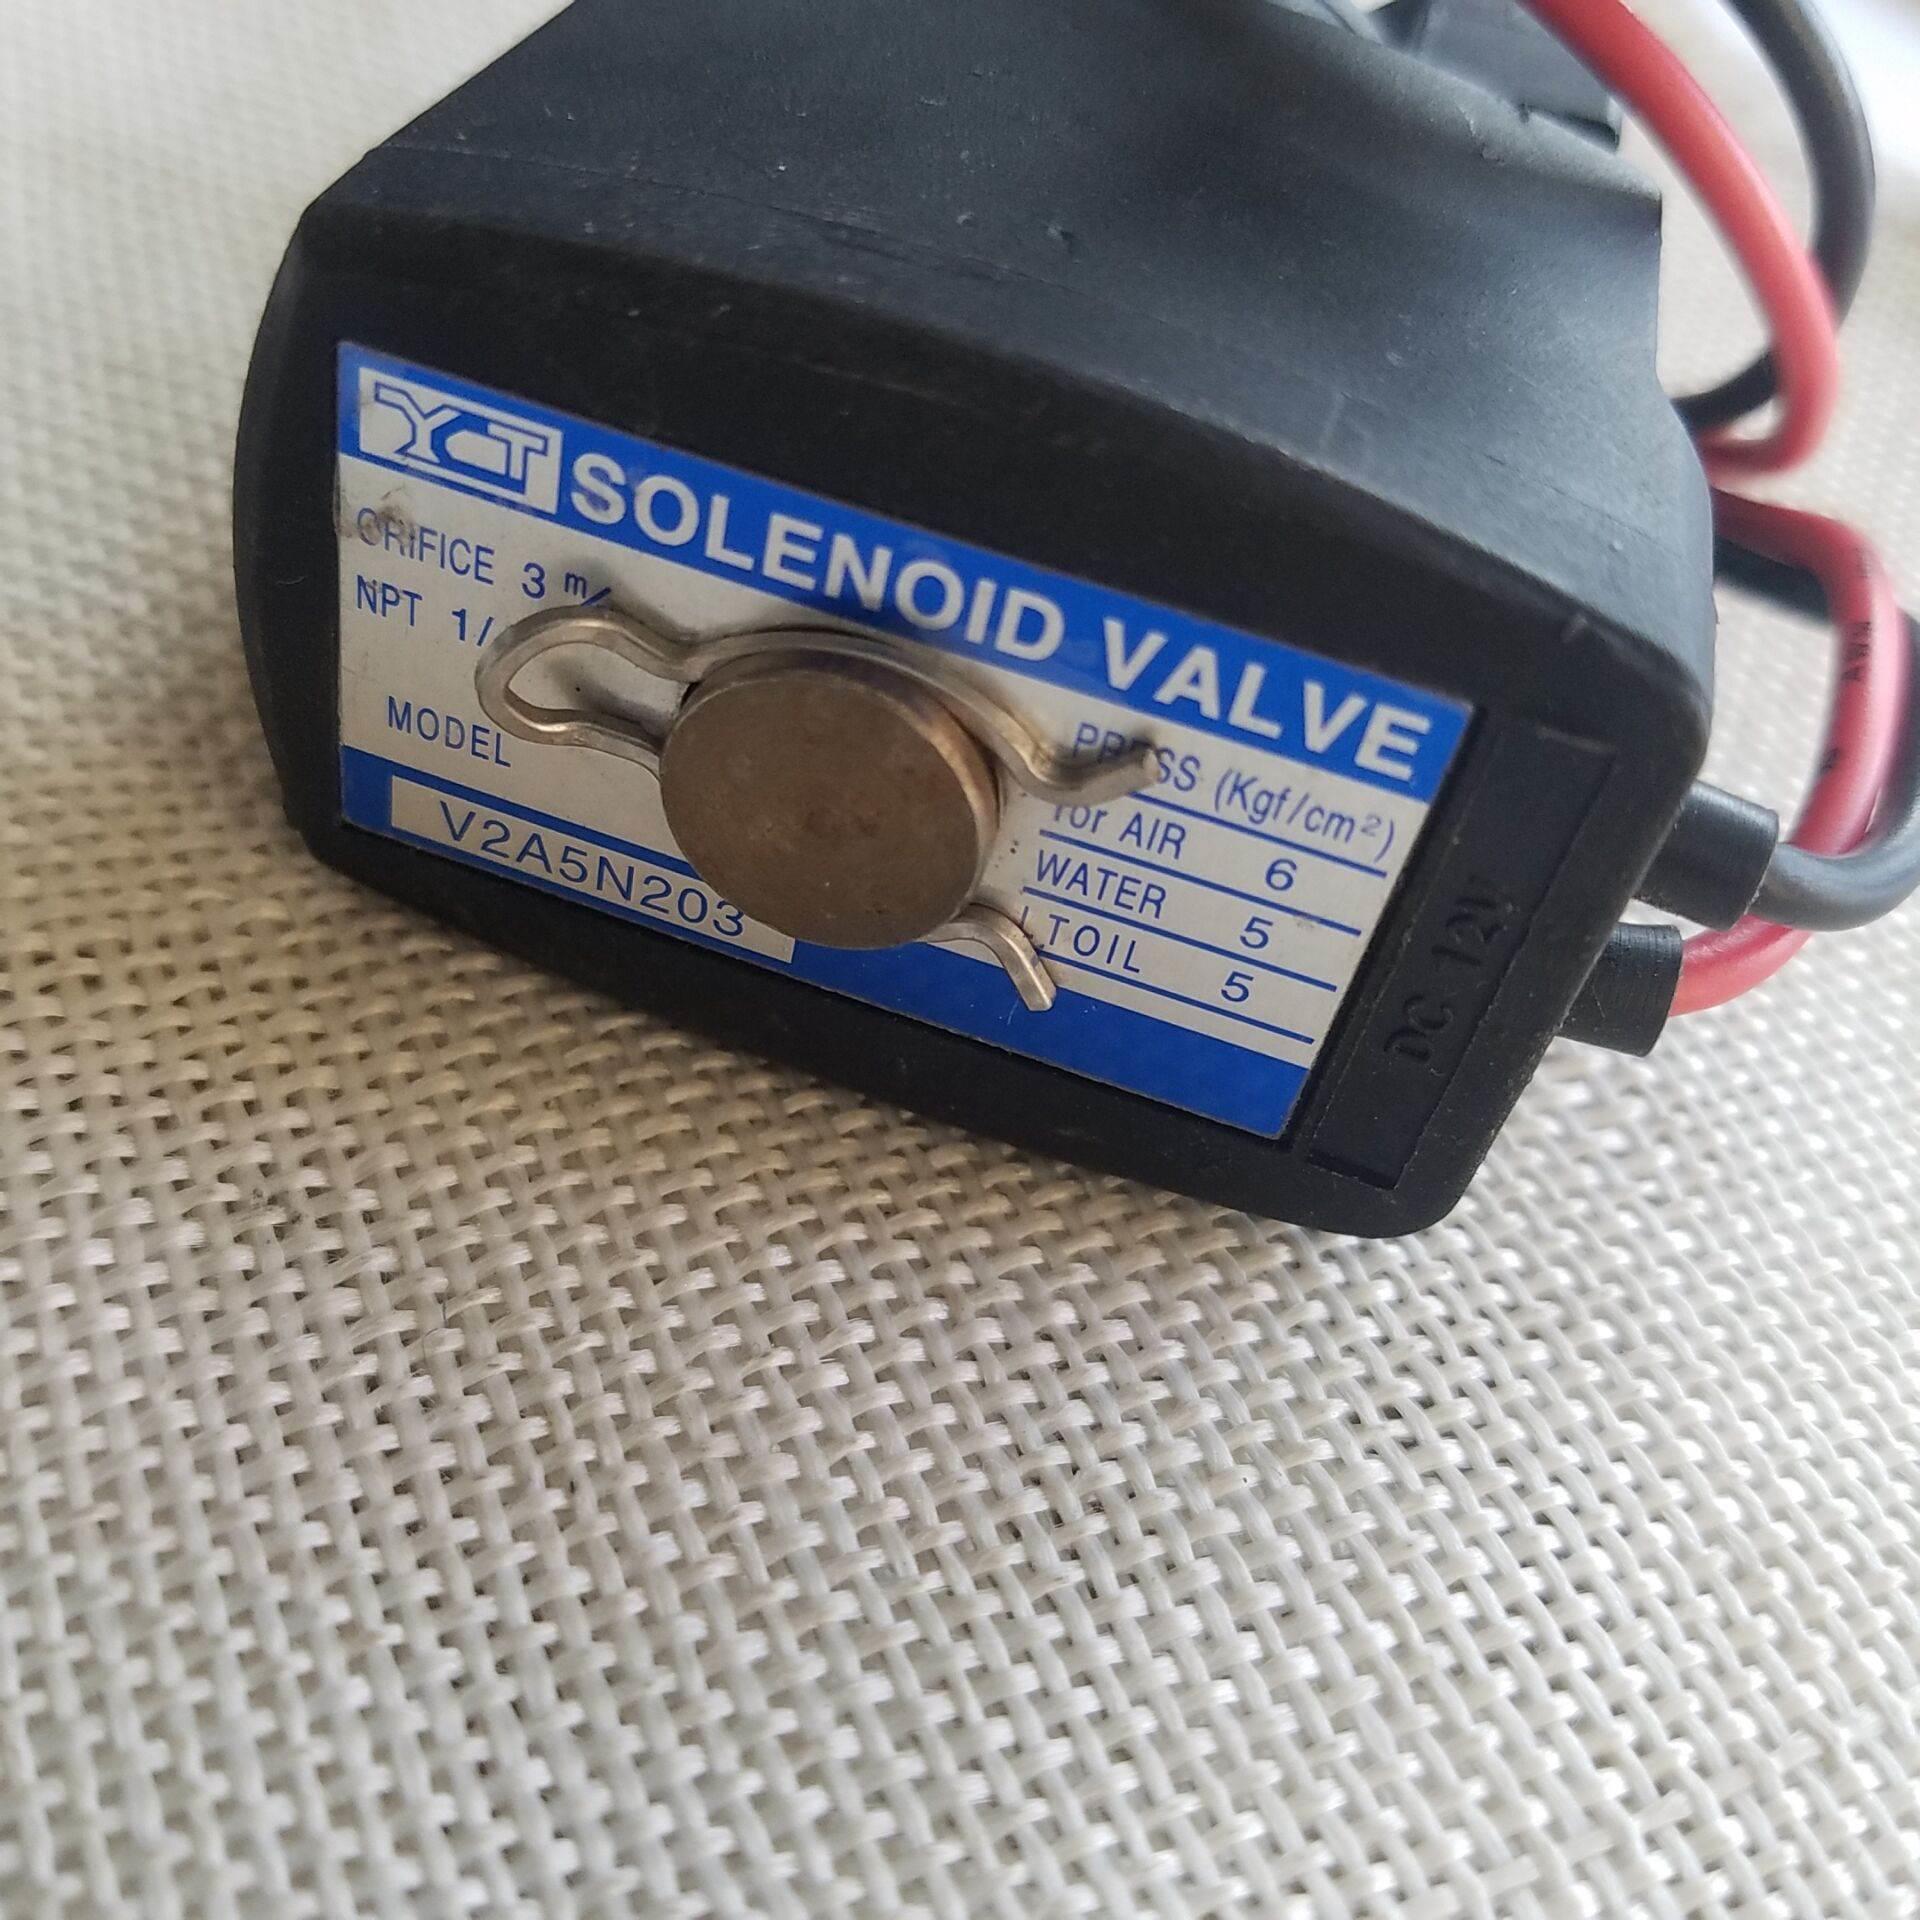 YCT SOLENOID VALVE
ORIFICE 3 m/
NPT 1/
MODEL
V2A5N203
PRESS (Kgf/cm²)
for AIR 6
WATER 5
LTOIL 5
DC 12V